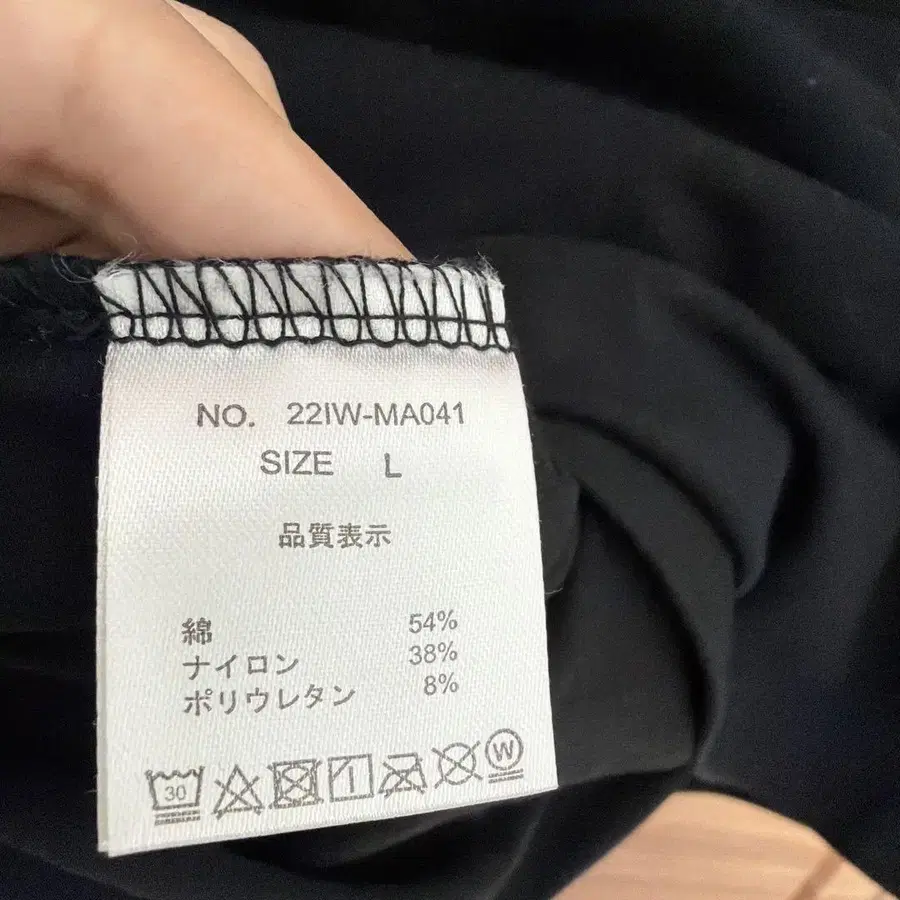 NO. 22IW-MA041
SIZE L
品質表示
綿 54%
ナイロン 38%
ポリウレタン 8%
30
W